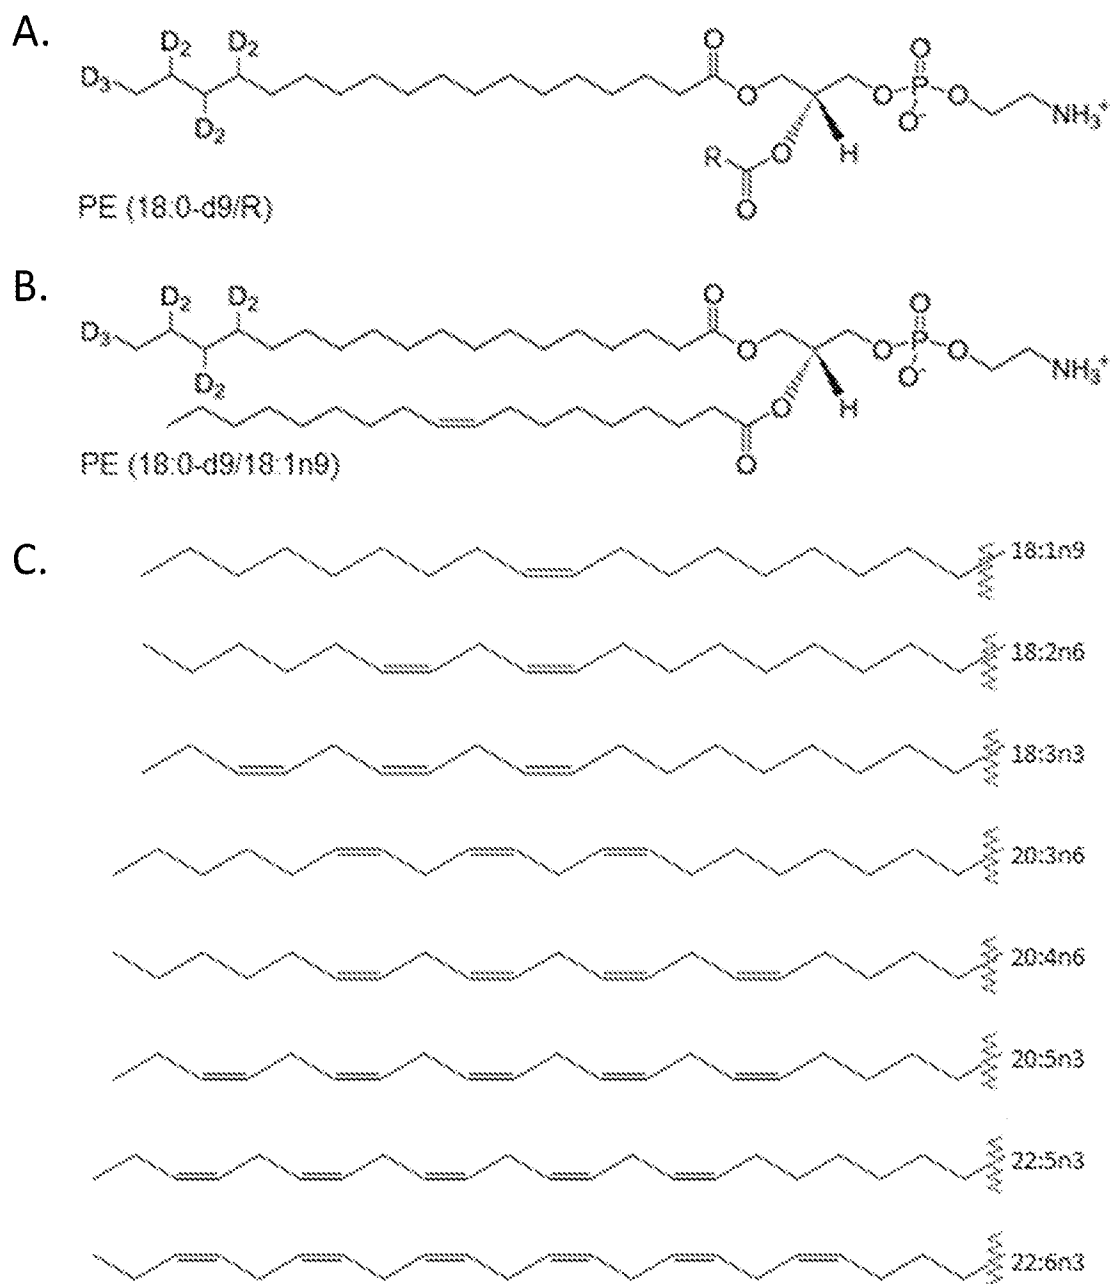 A.
D2 D2 O O
D3 O O P O
D2 O- NH3+
R O H
O
PE (18:0-d9/R)
B.
D2 D2 O O
D3 O O P O
D2 O- NH3+
O H
O
PE (18:0-d9/18:1n9)
C.
18:1n9
18:2n6
18:3n3
20:3n6
20:4n6
20:5n3
22:5n3
22:6n3